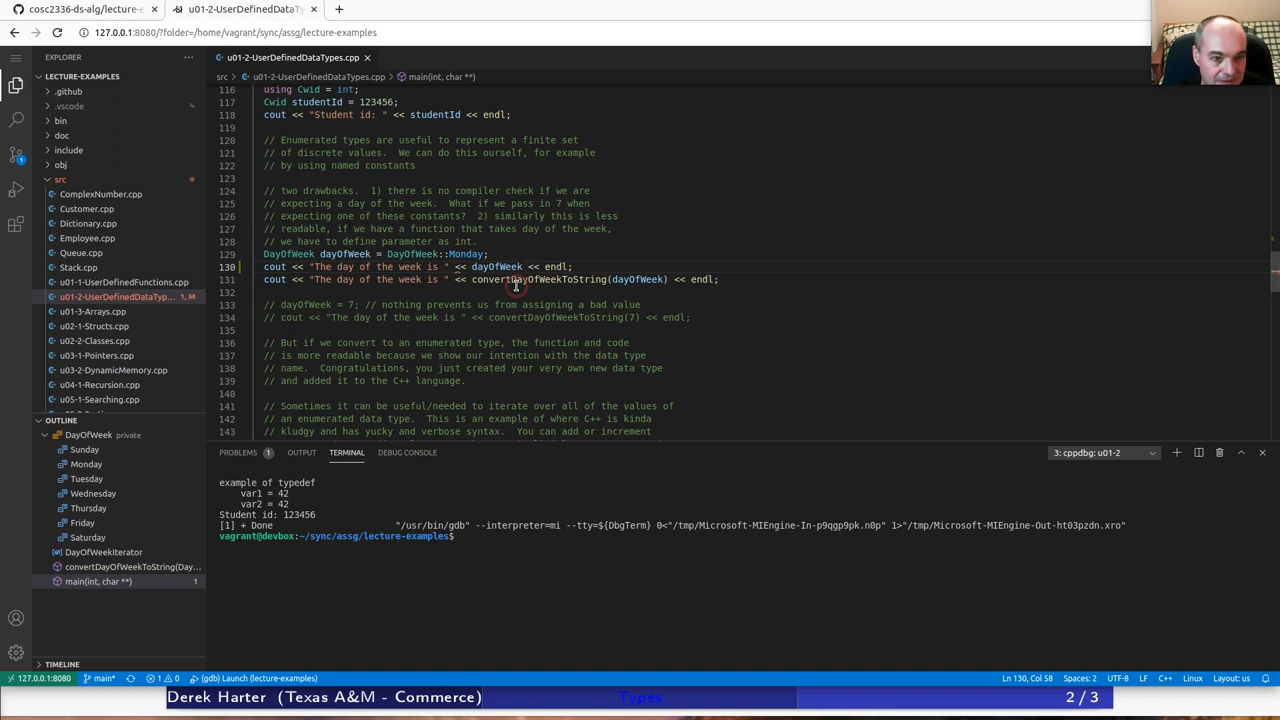 cosc2336-ds-alg/lecture-e
u01-2-UserDefinedDataT
127.0.0.1:8080/?folder=/home/vagrant/sync/assg/lecture-examples
EXPLORER
u01-2-UserDefinedDataTypes.cpp
LECTURE-EXAMPLES
src > u01-2-UserDefinedDataTypes.cpp > main(int, char **)
.github
.vscode
bin
doc
include
obj
src
ComplexNumber.cpp
Customer.cpp
Dictionary.cpp
Employee.cpp
Queue.cpp
Stack.cpp
u01-1-UserDefinedFunctions.cpp
u01-2-UserDefinedDataTyp... 1, M
u01-3-Arrays.cpp
u02-1-Structs.cpp
u02-2-Classes.cpp
u03-1-Pointers.cpp
u03-2-DynamicMemory.cpp
u04-1-Recursion.cpp
u05-1-Searching.cpp
OUTLINE
DayOfWeek private
Sunday
Monday
Tuesday
Wednesday
Thursday
Friday
Saturday
DayOfWeekIterator
convertDayOfWeekToString(Day...
main(int, char **) 1
TIMELINE
116 using Cwid = int;
117 Cwid studentId = 123456;
118 cout << "Student id: " << studentId << endl;
119
120 // Enumerated types are useful to represent a finite set
121 // of discrete values.  We can do this ourself, for example
122 // by using named constants
123
124 // two drawbacks.  1) there is no compiler check if we are
125 // expecting a day of the week.  What if we pass in 7 when
126 // expecting one of these constants?  2) similarly this is less
127 // readable, if we have a function that takes day of the week,
128 // we have to define parameter as int.
129 DayOfWeek dayOfWeek = DayOfWeek::Monday;
130 cout << "The day of the week is " << dayOfWeek << endl;
131 cout << "The day of the week is " << convertDayOfWeekToString(dayOfWeek) << endl;
132
133 // dayOfWeek = 7; // nothing prevents us from assigning a bad value
134 // cout << "The day of the week is " << convertDayOfWeekToString(7) << endl;
135
136 // But if we convert to an enumerated type, the function and code
137 // is more readable because we show our intention with the data type
138 // name.  Congratulations, you just created your very own new data type
139 // and added it to the C++ language.
140
141 // Sometimes it can be useful/needed to iterate over all of the values of
142 // an enumerated data type.  This is an example of where C++ is kinda
143 // kludgy and has yucky and verbose syntax.  You can add or increment
PROBLEMS 1 OUTPUT TERMINAL DEBUG CONSOLE 3: cppdbg: u01-2
example of typedef
var1 = 42
var2 = 42
Student id: 123456
[1] + Done "/usr/bin/gdb" --interpreter=mi --tty=${DbgTerm} 0<"/tmp/Microsoft-MIEngine-In-p9qgp9pk.n0p" 1>"/tmp/Microsoft-MIEngine-Out-ht03pzdn.xro"
vagrant@devbox:~/sync/assg/lecture-examples$
127.0.0.1:8080 main* 1 0 (gdb) Launch (lecture-examples) Ln 130, Col 58 Spaces: 2 UTF-8 LF C++ Linux Layout: us
Derek Harter (Texas A&M - Commerce) Types 2 / 3